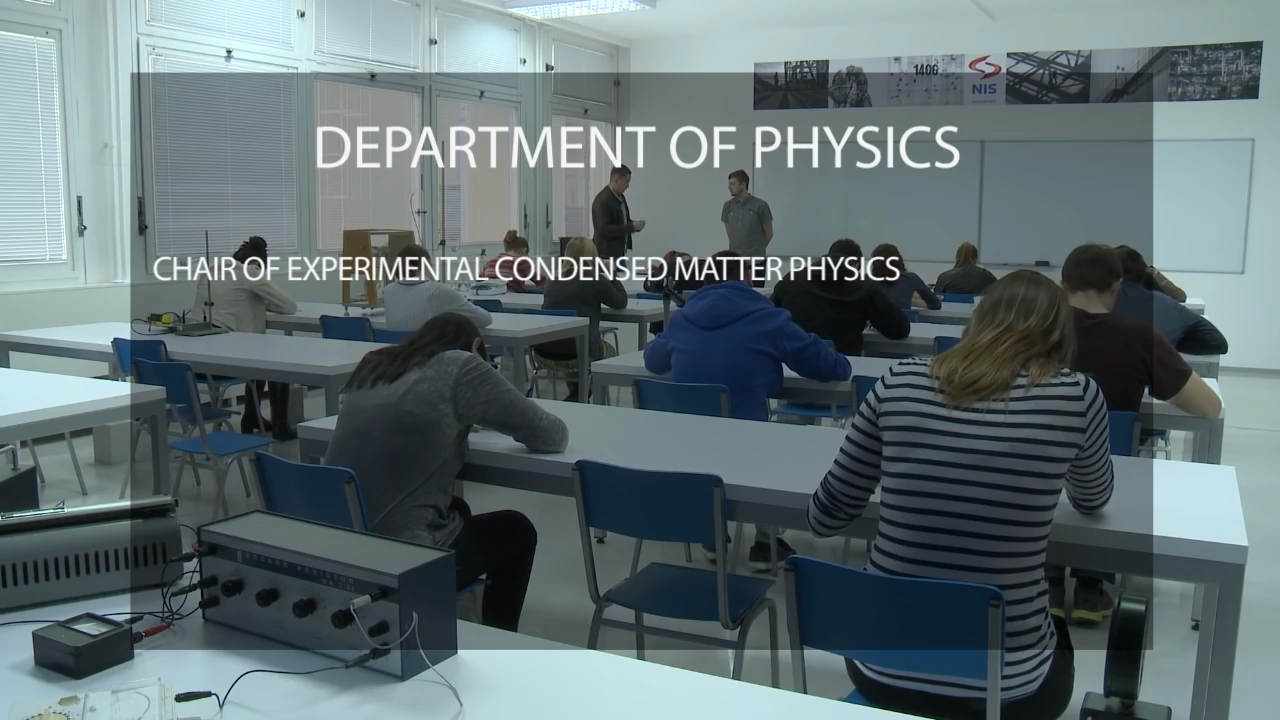 1406
NIS
DEPARTMENT OF PHYSICS
CHAIR OF EXPERIMENTAL CONDENSED MATTER PHYSICS